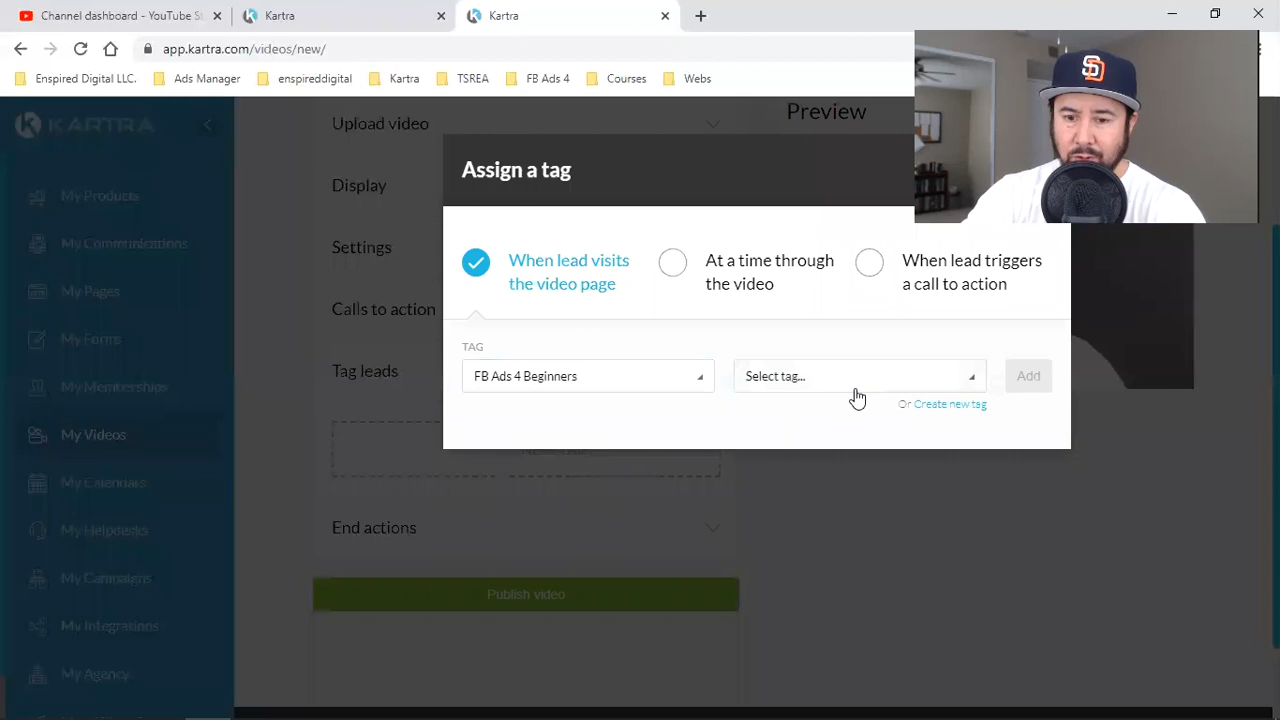 Channel dashboard - YouTube St
Kartra
Kartra
app.kartra.com/videos/new/
Enspired Digital LLC.
Ads Manager
enspireddigital
Kartra
TSREA
FB Ads 4
Courses
Webs
KARTRA
My Products
My Communications
My Pages
My Forms
My Memberships
My Videos
My Calendars
My Helpdesks
My Campaigns
My Integrations
My Agency
Upload video
Display
Settings
Calls to action
Tag leads
End actions
Publish video
Preview
Assign a tag
When lead visits
the video page
At a time through
the video
When lead triggers
a call to action
TAG
FB Ads 4 Beginners
Select tag...
Add
Or Create new tag
SD